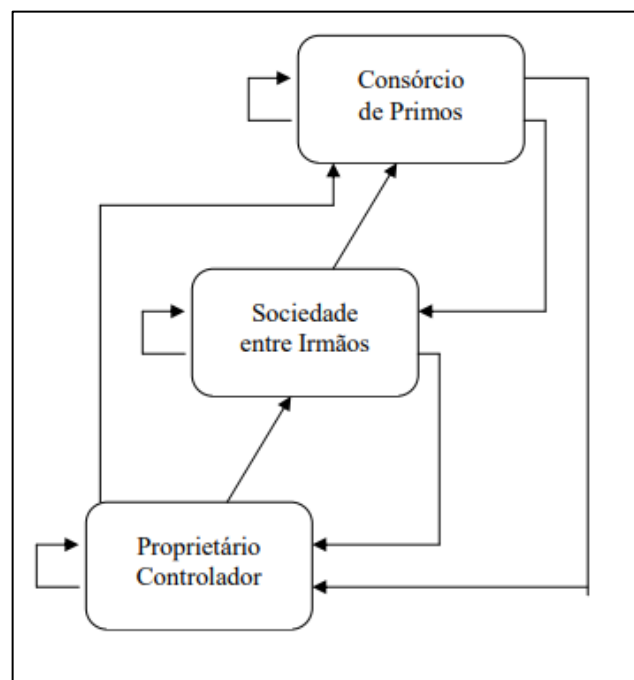 Consórcio
de Primos
Sociedade
entre Irmãos
Proprietário
Controlador